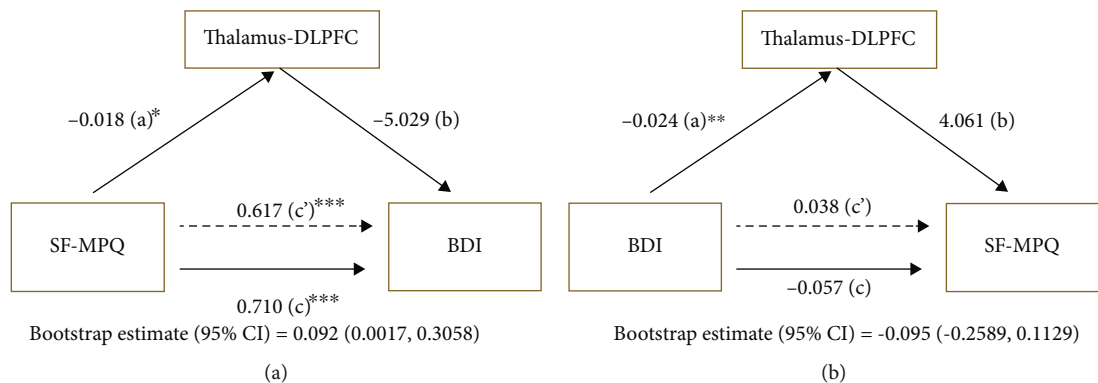 Thalamus-DLPFC
–0.018 (a)*
–5.029 (b)
SF-MPQ
0.617 (c’)***
BDI
0.710 (c)***
Bootstrap estimate (95% CI) = 0.092 (0.0017, 0.3058)
(a)
Thalamus-DLPFC
–0.024 (a)**
4.061 (b)
BDI
0.038 (c’)
SF-MPQ
–0.057 (c)
Bootstrap estimate (95% CI) = -0.095 (-0.2589, 0.1129)
(b)